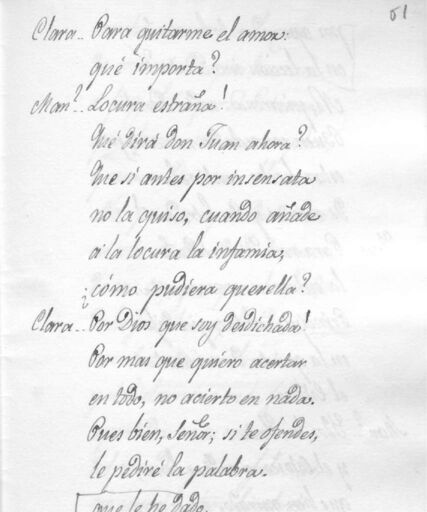 61
Clara.. Para quitarme el amor.
qué importa?
Man?.. Locura estraña!
Qué dirá don Juan ahora?
Que si antes por insensata
no la quiso, cuando añade
á la locura la infamia,
¿cómo pudiera querella?
Clara.. Por Dios que soy desdichada!
Por mas que quiero acertar
en todo, no acierto en nada.
Pues bien, Señor; si te ofendes,
le pediré la palabra.
que le he dado.